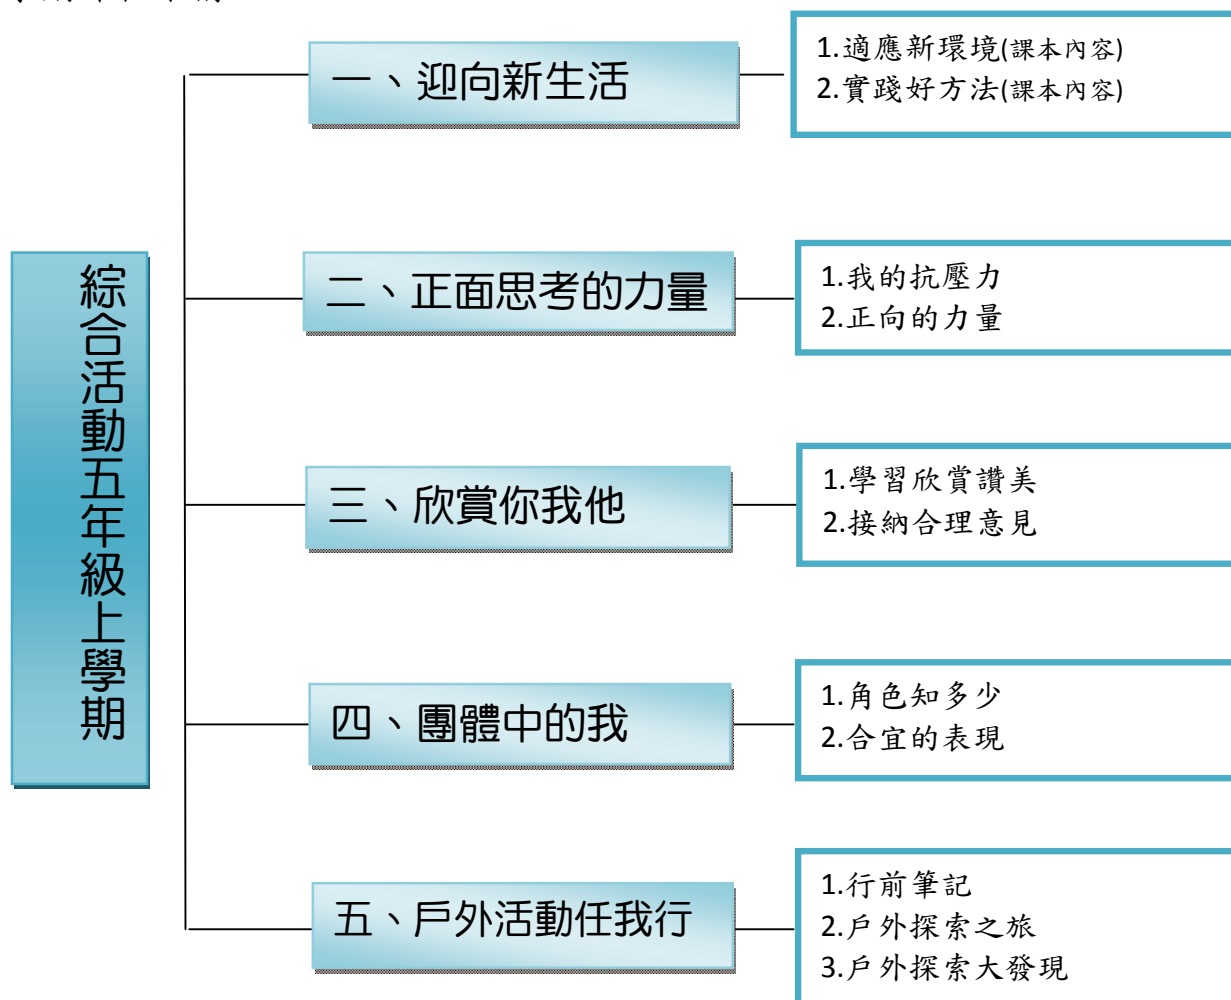 綜合活動五年級上學期
一、迎向新生活
1.適應新環境(課本內容)
2.實踐好方法(課本內容)
二、正面思考的力量
1.我的抗壓力
2.正向的力量
三、欣賞你我他
1.學習欣賞讚美
2.接納合理意見
四、團體中的我
1.角色知多少
2.合宜的表現
五、戶外活動任我行
1.行前筆記
2.戶外探索之旅
3.戶外探索大發現